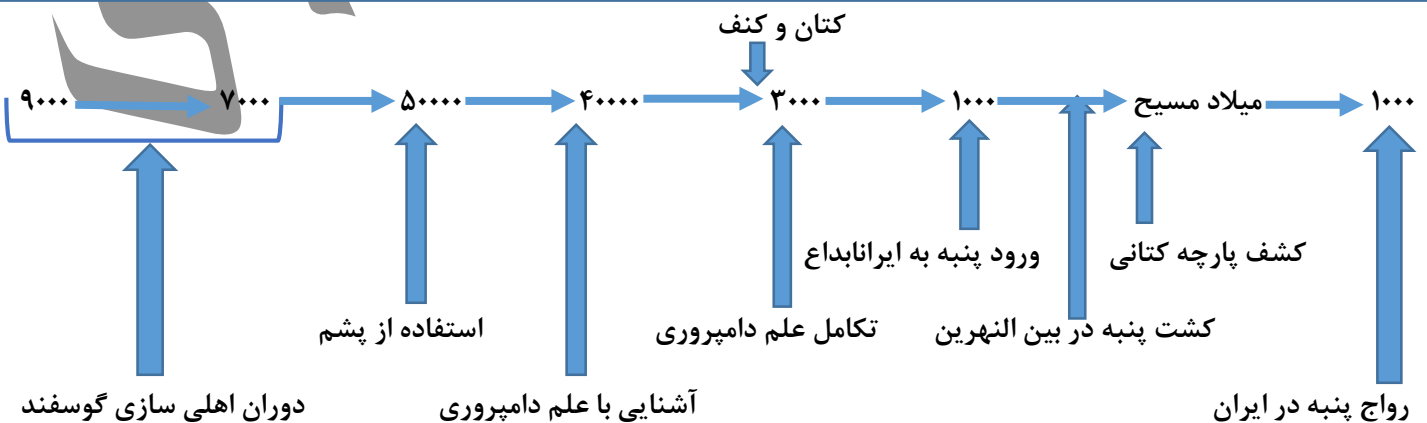 کتان و کنف
۹۰۰۰ ۷۰۰۰ ۵۰۰۰۰ ۴۰۰۰۰ ۳۰۰۰ ۱۰۰۰ میلاد مسیح ۱۰۰۰
ورود پنبه به ایرانابداع کشف پارچه کتانی
استفاده از پشم تکامل علم دامپروری کشت پنبه در بین النهرین
دوران اهلی سازی گوسفند آشنایی با علم دامپروری رواج پنبه در ایران